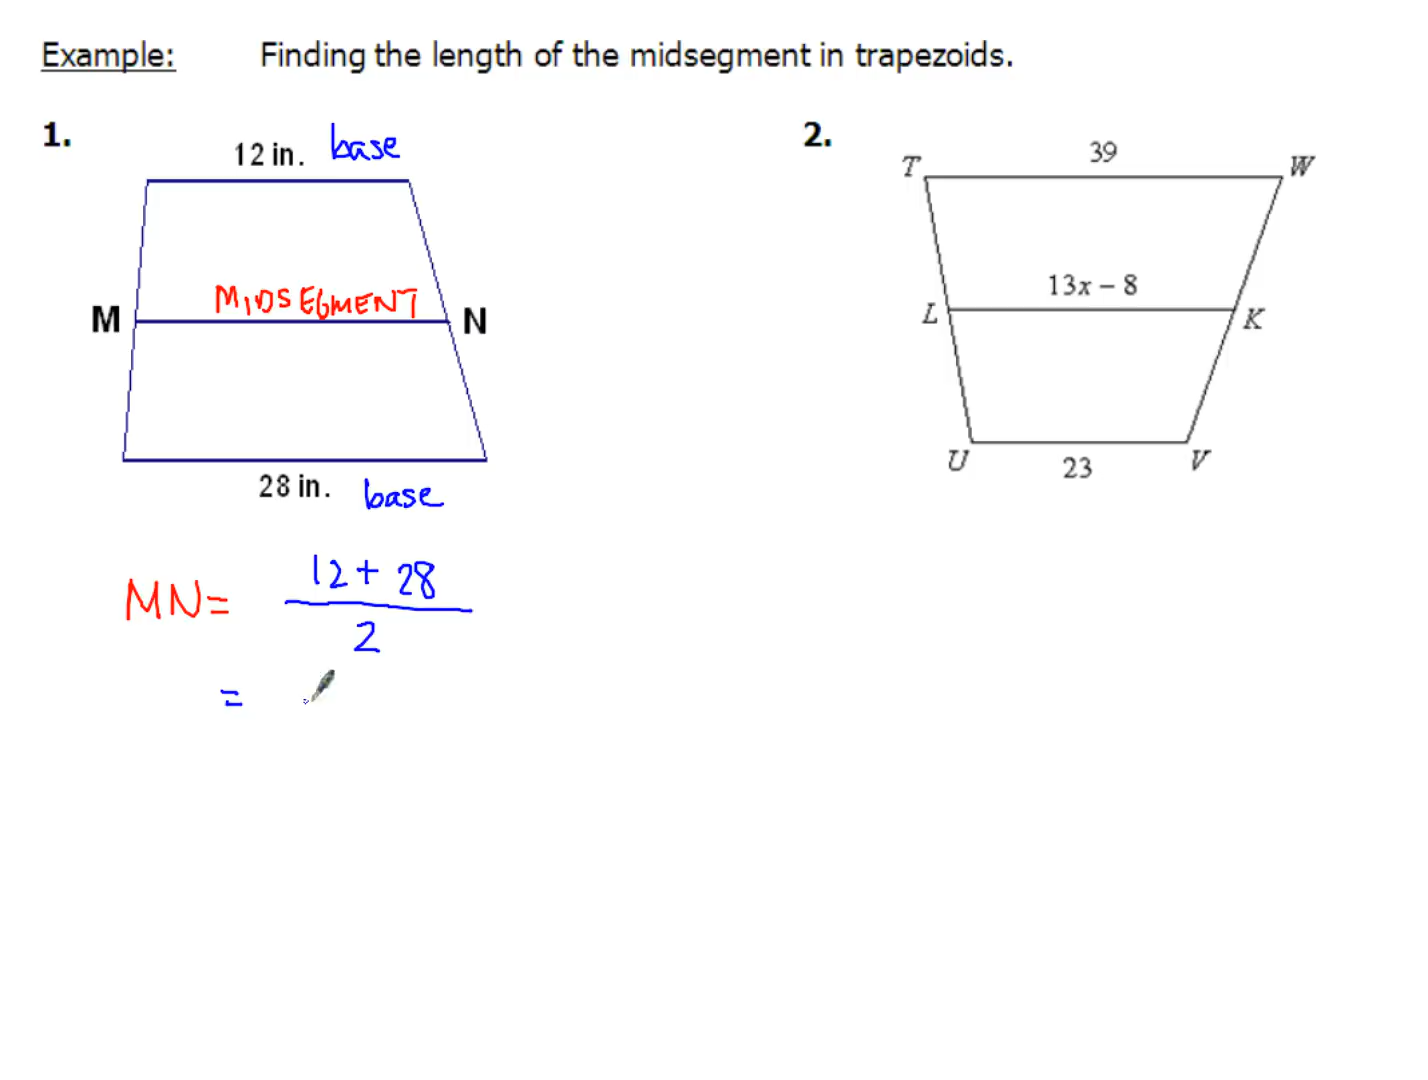 Example: Finding the length of the midsegment in trapezoids.
1.
12 in. base
MIDSEGMENT
M N
28 in. base
MN = 12 + 28
2
=
2.
39
T W
13x – 8
L K
U V
23